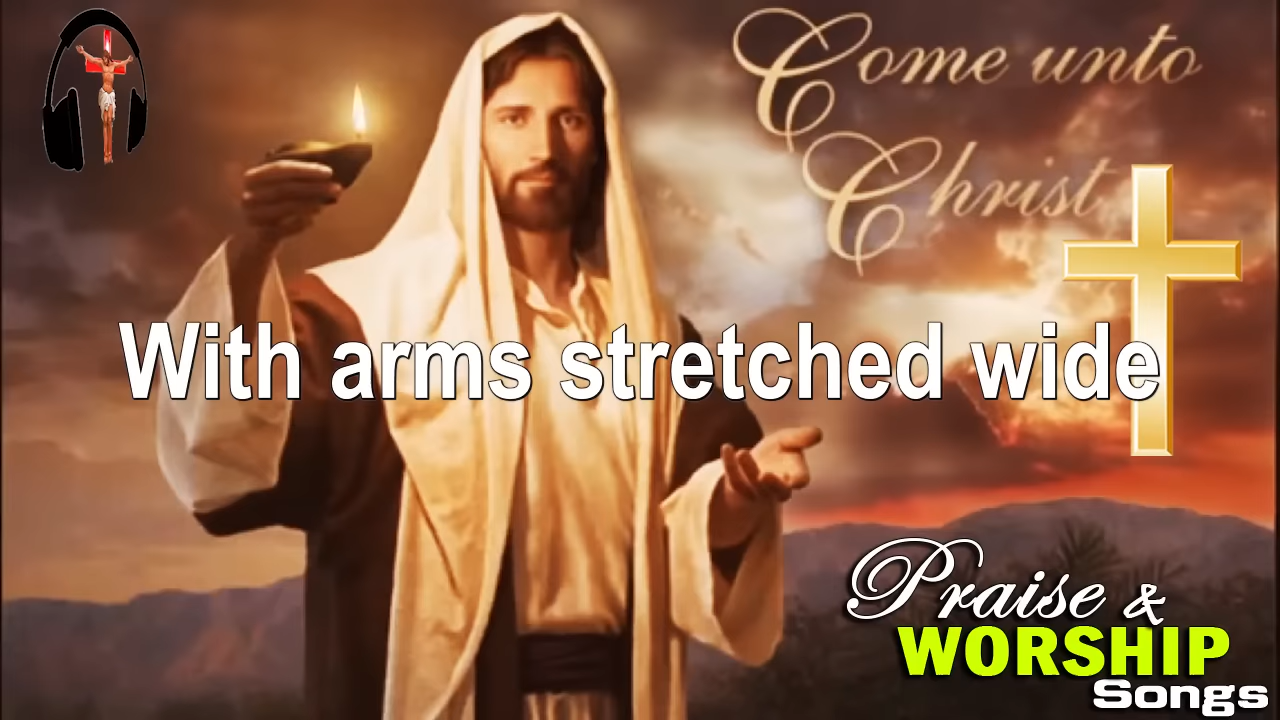 Come unto
Christ
With arms stretched wide
Praise &
WORSHIP
Songs